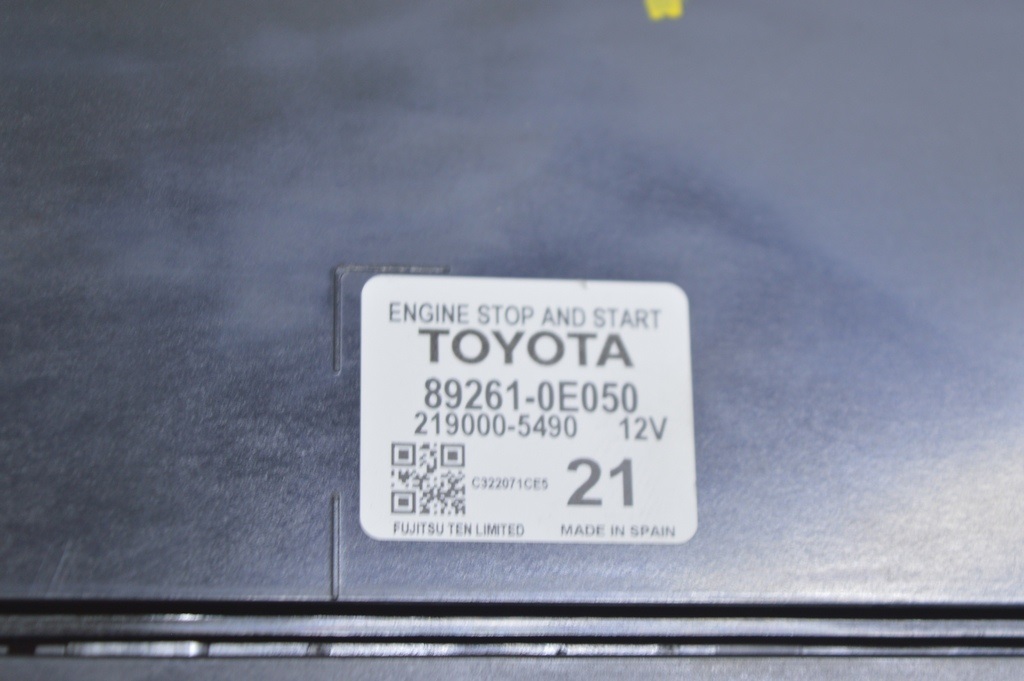 ENGINE STOP AND START
TOYOTA
89261-0E050
219000-5490 12V
C322071CE5 21
FUJITSU TEN LIMITED MADE IN SPAIN